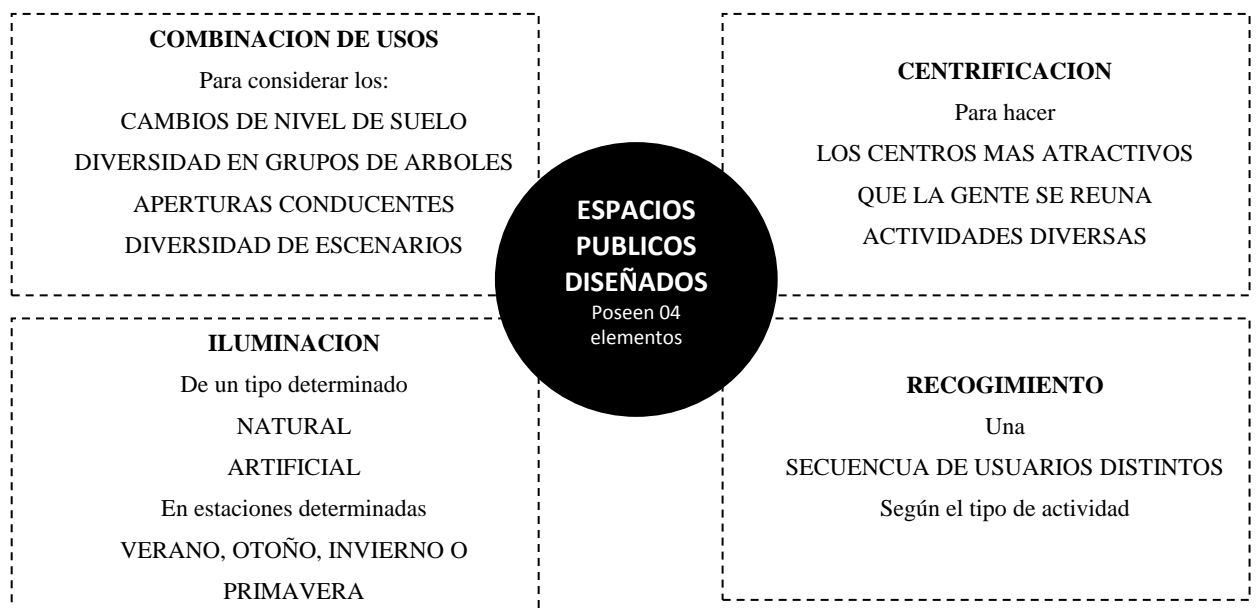 COMBINACION DE USOS
Para considerar los:
CAMBIOS DE NIVEL DE SUELO
DIVERSIDAD EN GRUPOS DE ARBOLES
APERTURAS CONDUCENTES
DIVERSIDAD DE ESCENARIOS
CENTRIFICACION
Para hacer
LOS CENTROS MAS ATRACTIVOS
QUE LA GENTE SE REUNA
ACTIVIDADES DIVERSAS
ESPACIOS
PUBLICOS
DISEÑADOS
Poseen 04
elementos
ILUMINACION
De un tipo determinado
NATURAL
ARTIFICIAL
En estaciones determinadas
VERANO, OTOÑO, INVIERNO O
PRIMAVERA
RECOGIMIENTO
Una
SECUENCUA DE USUARIOS DISTINTOS
Según el tipo de actividad